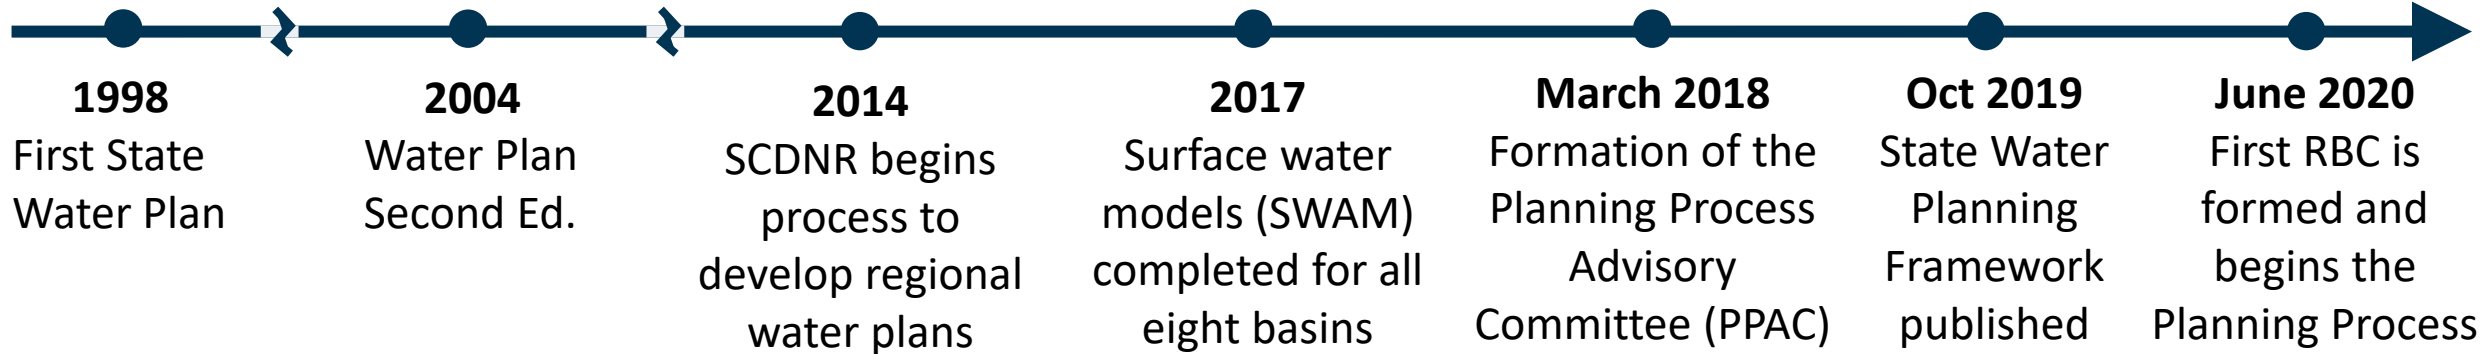 1998
First State
Water Plan
2004
Water Plan
Second Ed.
2014
SCDNR begins
process to
develop regional
water plans
2017
Surface water
models (SWAM)
completed for all
eight basins
March 2018
Formation of the
Planning Process
Advisory
Committee (PPAC)
Oct 2019
State Water
Planning
Framework
published
June 2020
First RBC is
formed and
begins the
Planning Process